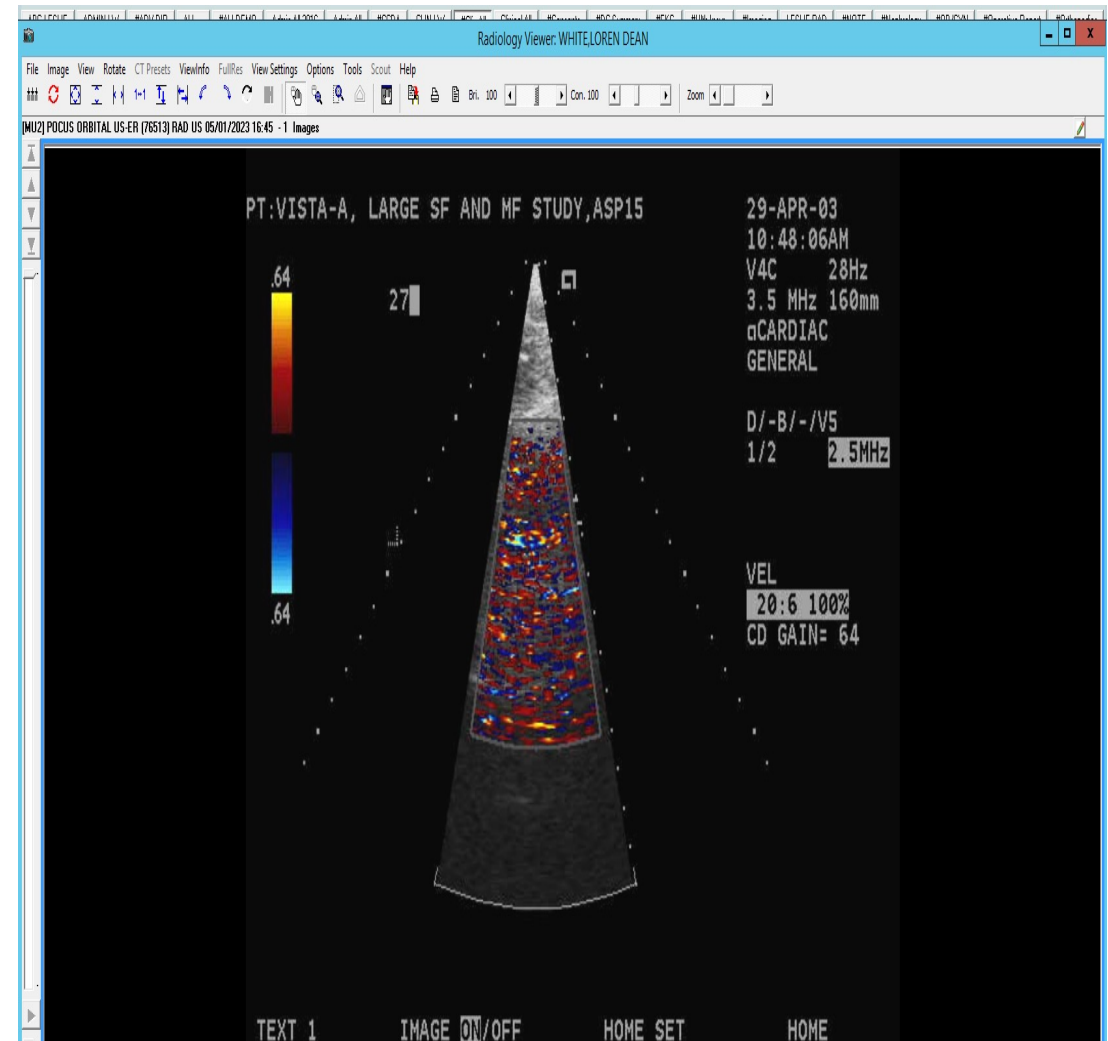 Radiology Viewer: WHITE,LOREN DEAN
File Image View Rotate CT Presets ViewInfo FullRes View Settings Options Tools Scout Help
1÷1 Bri. 100 Con. 100 Zoom
[MU2] POCUS ORBITAL US-ER (76513) RAD US 05/01/2023 16:45 - 1 Images
PT:VISTA-A, LARGE SF AND MF STUDY,ASP15
29-APR-03
10:48:06AM
V4C 28Hz
3.5 MHz 160mm
αCARDIAC
GENERAL
.64
27
D/-B/-/V5
1/2 2.5MHz
VEL
20:6 100%
CD GAIN= 64
.64
TEXT 1 IMAGE ON/OFF HOME SET HOME